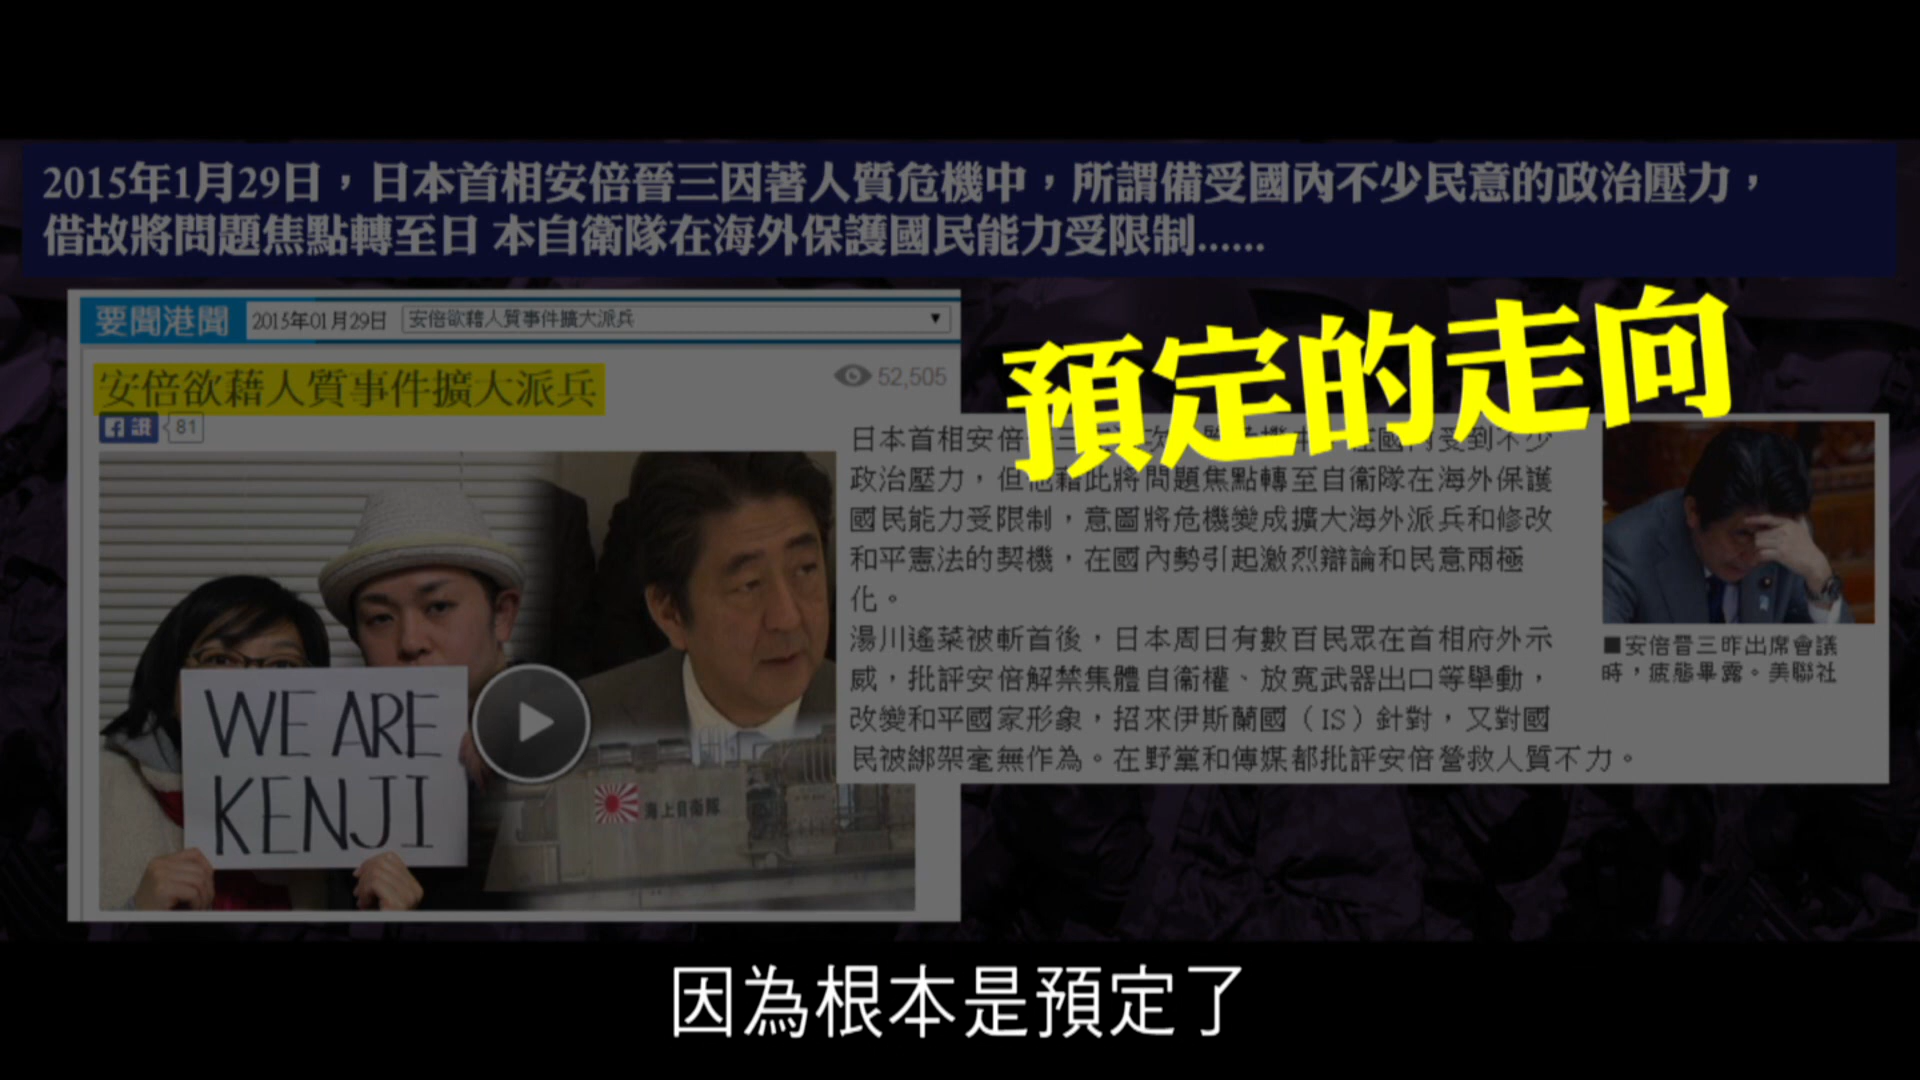 2015年1月29日，日本首相安倍晉三因著人質危機中，所謂備受國內不少民意的政治壓力，
借故將問題焦點轉至日 本自衛隊在海外保護國民能力受限制......
要聞港聞 2015年01月29日 安倍欲藉人質事件擴大派兵
預定的走向
安倍欲藉人質事件擴大派兵
52,505
讚 81
日本首相安倍
政治壓力，但他藉此將問題焦點轉至自衞隊在海外保護
國民能力受限制，意圖將危機變成擴大海外派兵和修改
和平憲法的契機，在國內勢引起激烈辯論和民意兩極
化。
湯川遙菜被斬首後，日本周日有數百民眾在首相府外示
威，批評安倍解禁集體自衞權、放寬武器出口等舉動，
改變和平國家形象，招來伊斯蘭國（IS）針對，又對國
民被綁架毫無作為。在野黨和傳媒都批評安倍營救人質不力。
■安倍晉三昨出席會議
時，疲態畢露。美聯社
WE ARE
KENJI
海上自衛隊
因為根本是預定了